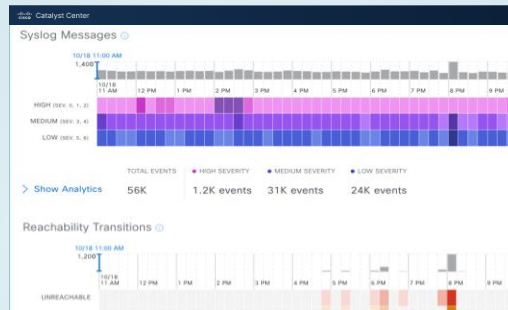 CISCO Catalyst Center
Syslog Messages
10/18 11:00 AM
1,400
10/18
11 AM 12 PM 1 PM 2 PM 3 PM 4 PM 5 PM 6 PM 7 PM 8 PM 9 PM
HIGH (SEV. 0, 1, 2)
MEDIUM (SEV. 3, 4)
LOW (SEV. 5, 6)
TOTAL EVENTS HIGH SEVERITY MEDIUM SEVERITY LOW SEVERITY
Show Analytics 56K 1.2K events 31K events 24K events
Reachability Transitions
10/18 11:00 AM
1,200
10/18
11 AM 12 PM 1 PM 2 PM 3 PM 4 PM 5 PM 6 PM 7 PM 8 PM 9 PM
UNREACHABLE